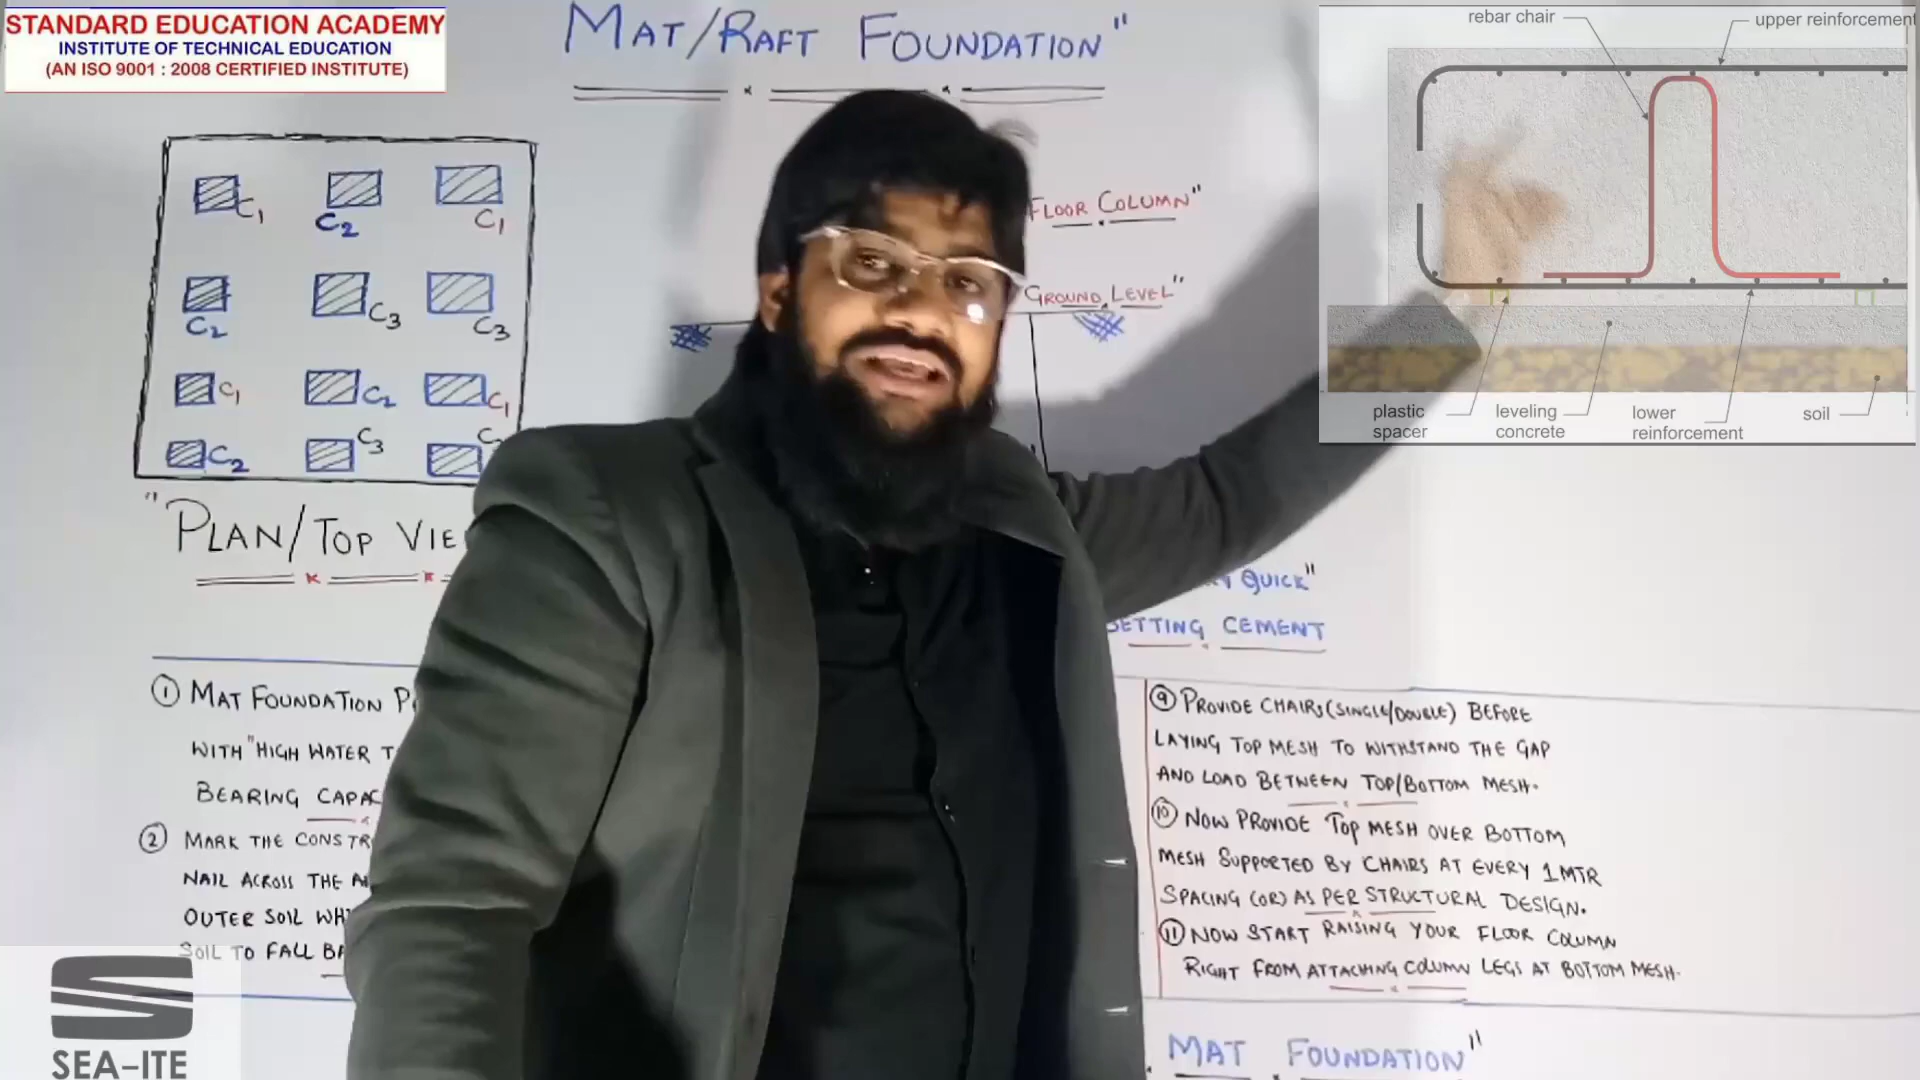 STANDARD EDUCATION ACADEMY
INSTITUTE OF TECHNICAL EDUCATION
(AN ISO 9001 : 2008 CERTIFIED INSTITUTE)
MAT/RAFT FOUNDATION"
rebar chair
upper reinforcement
plastic spacer
leveling concrete
lower reinforcement
soil
FLOOR COLUMN"
GROUND LEVEL"
C1 C2 C1
C2 C3 C3
C1 C2 C1
C2 C3
"PLAN/TOP
QUICK"
SETTING CEMENT
① MAT FOUNDATION
WITH "HIGH WATER
BEARING
② MARK THE
NAIL ACROSS THE
OUTER SOIL
SOIL TO FALL
⑨ PROVIDE CHAIRS (SINGLE/DOUBLE) BEFORE
LAYING TOP MESH TO WITHSTAND THE GAP
AND LOAD BETWEEN TOP/BOTTOM MESH.
⑩ NOW PROVIDE TOP MESH OVER BOTTOM
MESH SUPPORTED BY CHAIRS AT EVERY 1MTR
SPACING (OR) AS PER STRUCTURAL DESIGN.
⑪ NOW START RAISING YOUR FLOOR COLUMN
RIGHT FROM ATTACHING COLUMN LEGS AT BOTTOM MESH.
MAT FOUNDATION"
SEA-ITE